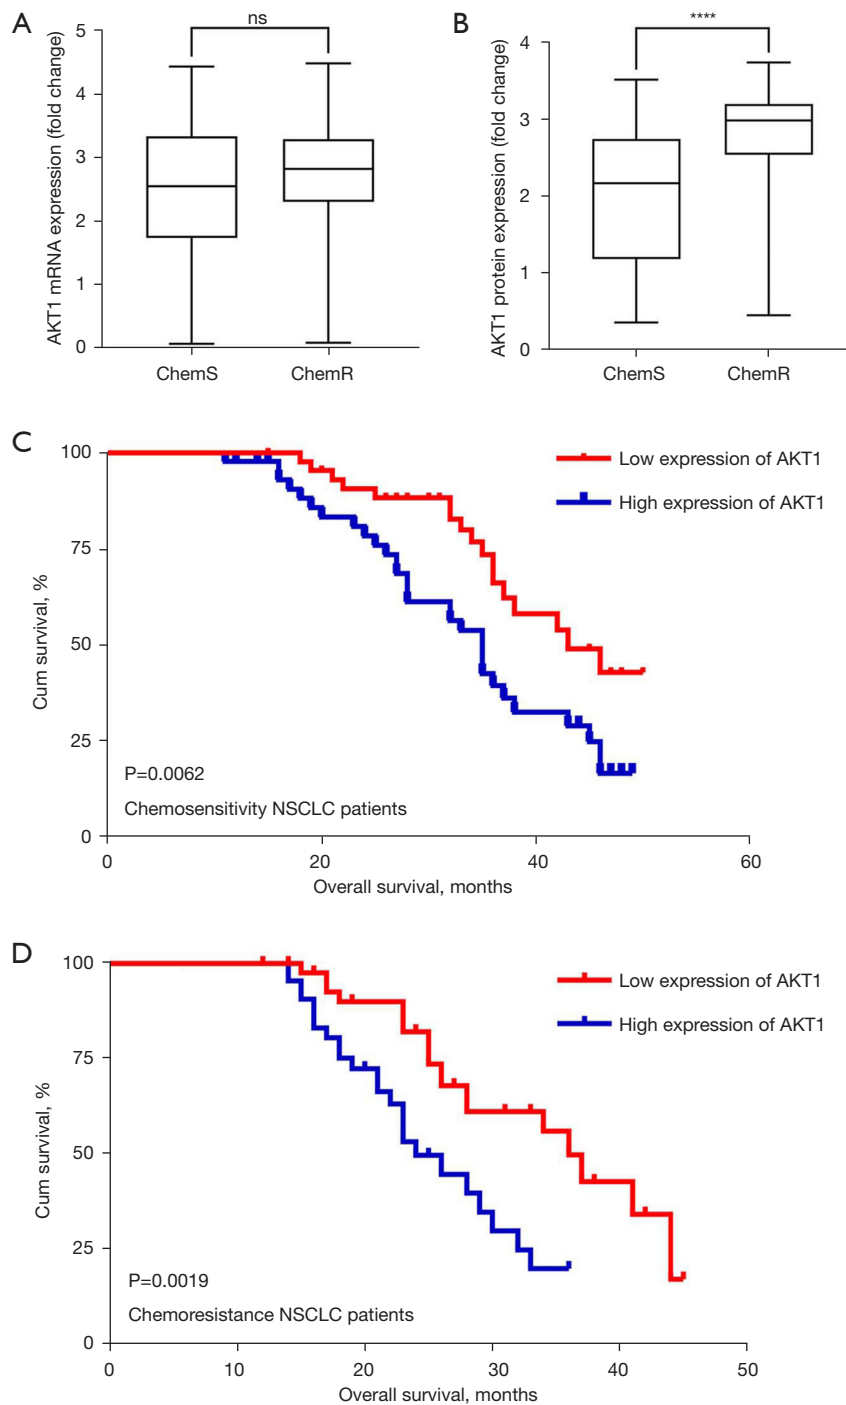 A
ns
AKT1 mRNA expression (fold change)
5
4
3
2
1
0
ChemS
ChemR
B
****
AKT1 protein expression (fold change)
4
3
2
1
0
ChemS
ChemR
C
Cum survival, %
100
75
50
25
0
Low expression of AKT1
High expression of AKT1
P=0.0062
Chemosensitivity NSCLC patients
0
20
40
60
Overall survival, months
D
Cum survival, %
100
75
50
25
0
Low expression of AKT1
High expression of AKT1
P=0.0019
Chemoresistance NSCLC patients
0
10
20
30
40
50
Overall survival, months